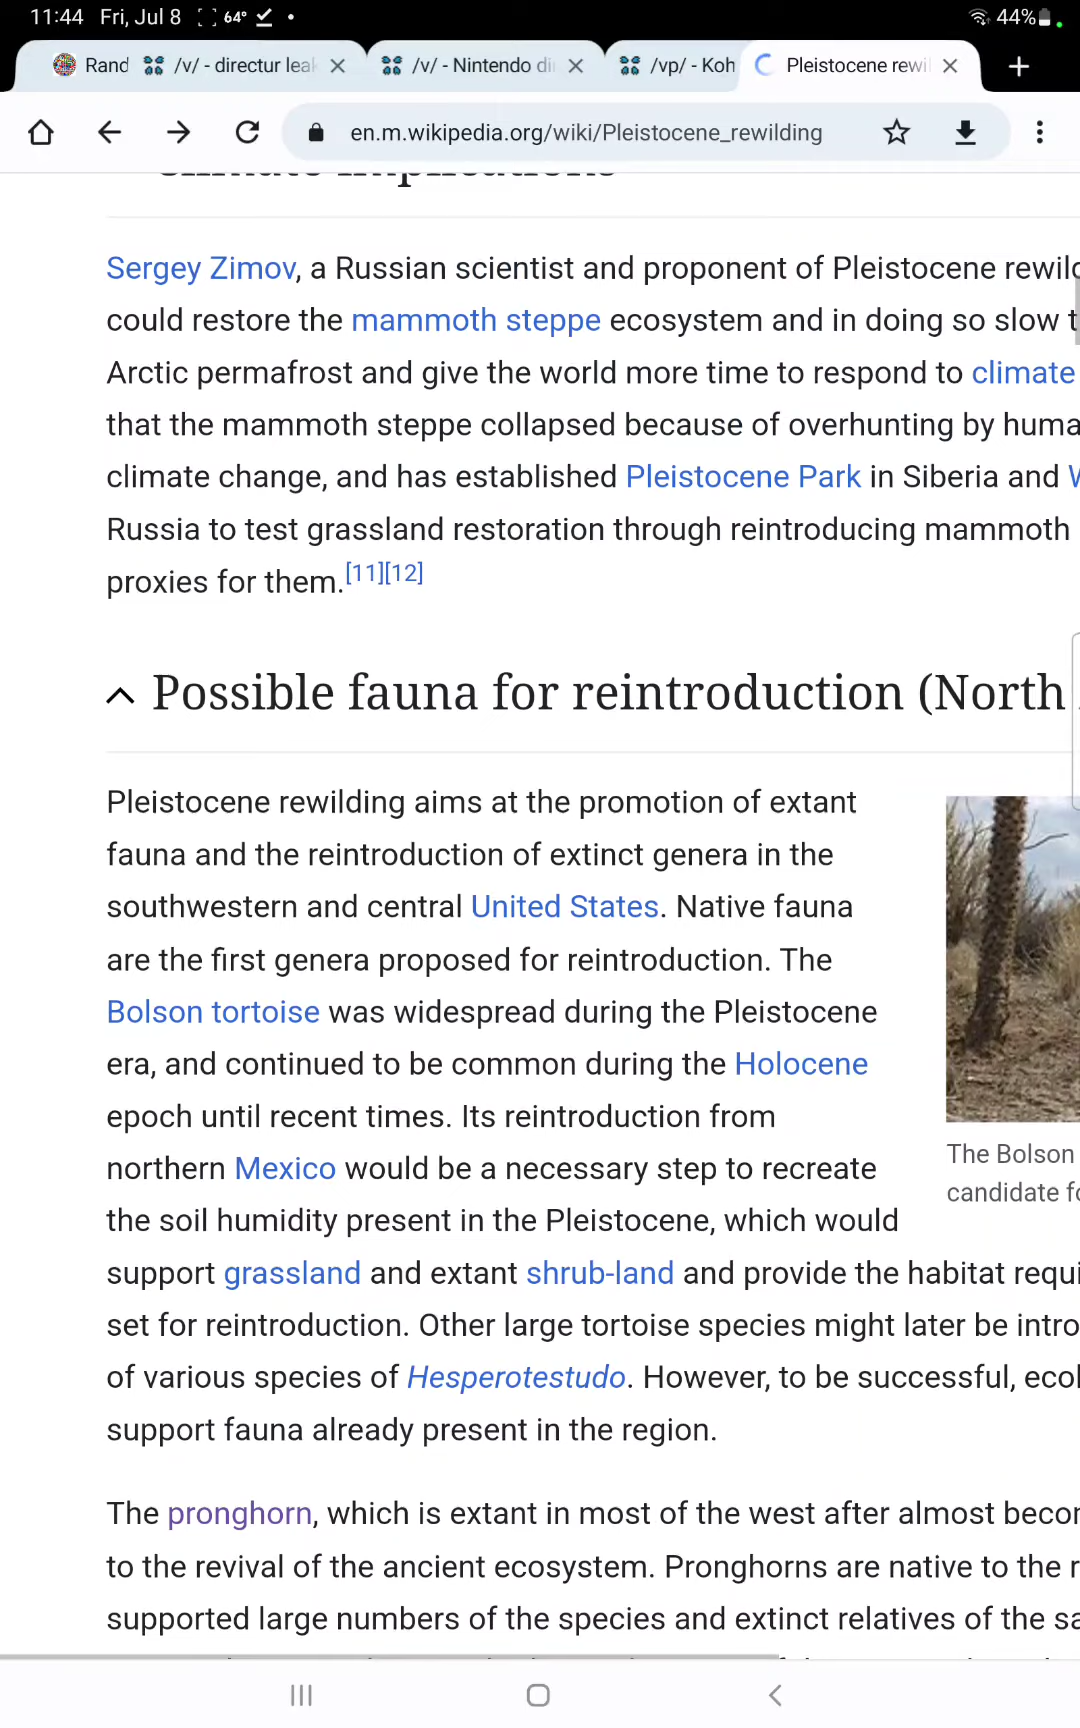 11:44 Fri, Jul 8 64° 44%
Rand /v/ - directur leak /v/ - Nintendo di /vp/ - Koh Pleistocene rewi
en.m.wikipedia.org/wiki/Pleistocene_rewilding
Climate implications
Sergey Zimov, a Russian scientist and proponent of Pleistocene rewild
could restore the mammoth steppe ecosystem and in doing so slow t
Arctic permafrost and give the world more time to respond to climate
that the mammoth steppe collapsed because of overhunting by huma
climate change, and has established Pleistocene Park in Siberia and W
Russia to test grassland restoration through reintroducing mammoth
proxies for them.[11][12]
Possible fauna for reintroduction (North
Pleistocene rewilding aims at the promotion of extant
fauna and the reintroduction of extinct genera in the
southwestern and central United States. Native fauna
are the first genera proposed for reintroduction. The
Bolson tortoise was widespread during the Pleistocene
era, and continued to be common during the Holocene
epoch until recent times. Its reintroduction from
northern Mexico would be a necessary step to recreate
the soil humidity present in the Pleistocene, which would
support grassland and extant shrub-land and provide the habitat requi
set for reintroduction. Other large tortoise species might later be intro
of various species of Hesperotestudo. However, to be successful, ecol
support fauna already present in the region.
The Bolson
candidate fo
The pronghorn, which is extant in most of the west after almost becom
to the revival of the ancient ecosystem. Pronghorns are native to the r
supported large numbers of the species and extinct relatives of the sa